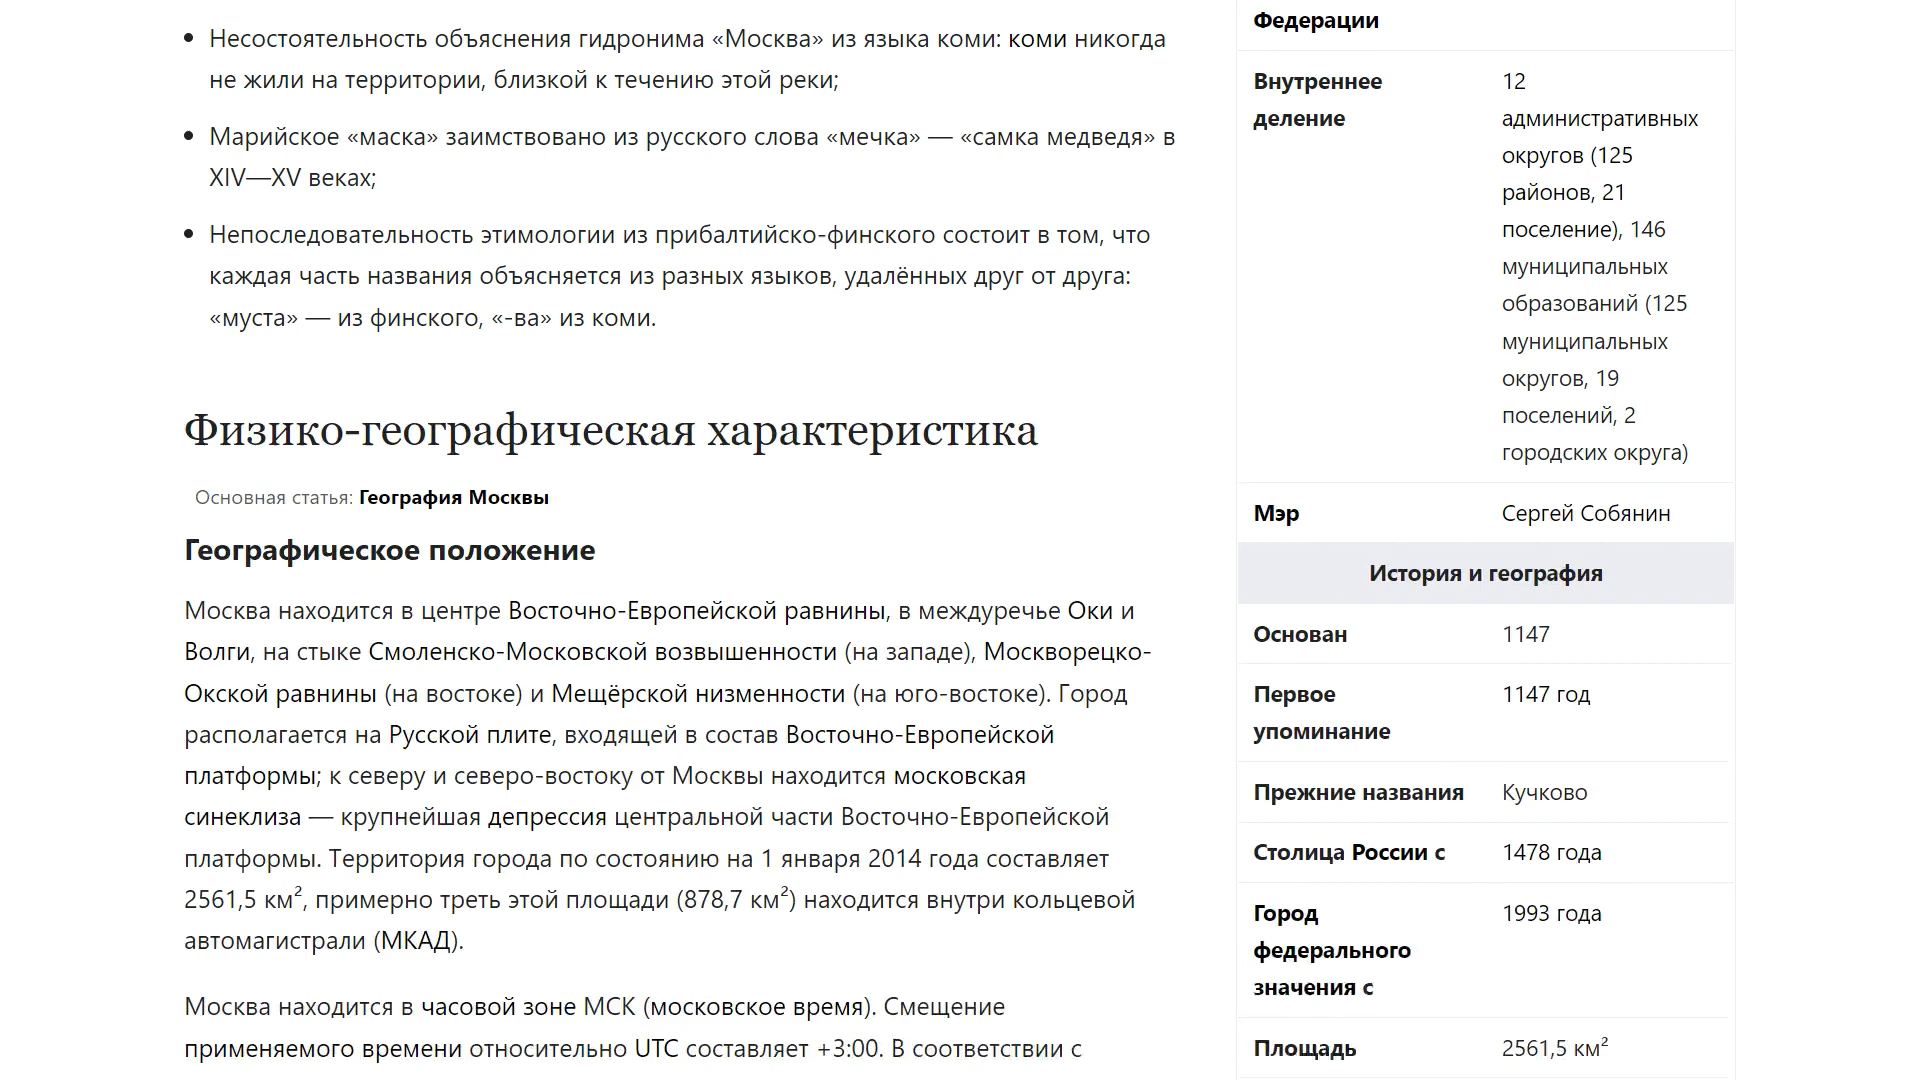 Несостоятельность объяснения гидронима «Москва» из языка коми: коми никогда
не жили на территории, близкой к течению этой реки;
Марийское «маска» заимствовано из русского слова «мечка» — «самка медведя» в
XIV—XV веках;
Непоследовательность этимологии из прибалтийско-финского состоит в том, что
каждая часть названия объясняется из разных языков, удалённых друг от друга:
«муста» — из финского, «-ва» из коми.
Физико-географическая характеристика
Основная статья: География Москвы
Географическое положение
Москва находится в центре Восточно-Европейской равнины, в междуречье Оки и
Волги, на стыке Смоленско-Московской возвышенности (на западе), Москворецко-
Окской равнины (на востоке) и Мещёрской низменности (на юго-востоке). Город
располагается на Русской плите, входящей в состав Восточно-Европейской
платформы; к северу и северо-востоку от Москвы находится московская
синеклиза — крупнейшая депрессия центральной части Восточно-Европейской
платформы. Территория города по состоянию на 1 января 2014 года составляет
2561,5 км², примерно треть этой площади (878,7 км²) находится внутри кольцевой
автомагистрали (МКАД).
Москва находится в часовой зоне МСК (московское время). Смещение
применяемого времени относительно UTC составляет +3:00. В соответствии с
Федерации
Внутреннее
деление
12
административных
округов (125
районов, 21
поселение), 146
муниципальных
образований (125
муниципальных
округов, 19
поселений, 2
городских округа)
Мэр
Сергей Собянин
История и география
Основан
1147
Первое
упоминание
1147 год
Прежние названия
Кучково
Столица России с
1478 года
Город
федерального
значения с
1993 года
Площадь
2561,5 км²